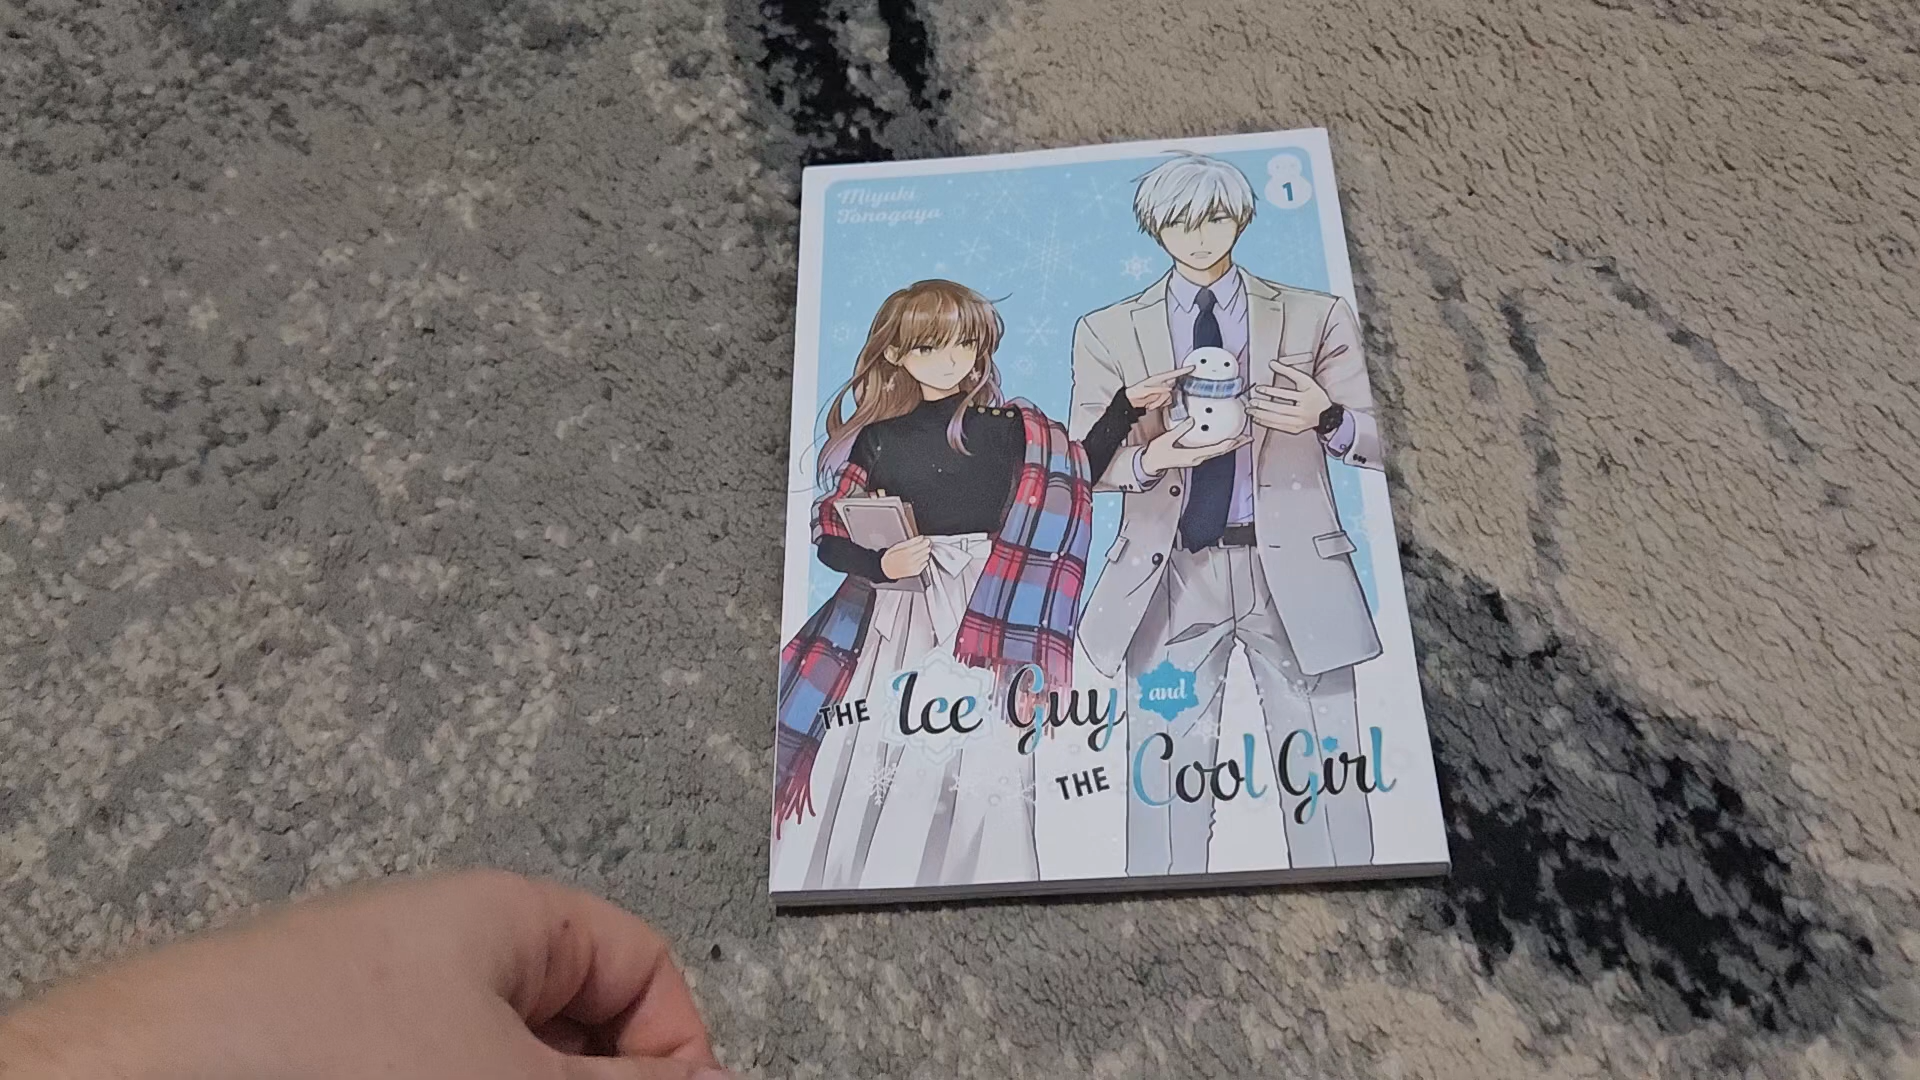 Miyuki
Tonogaya
1
THE Ice Guy and
THE Cool Girl